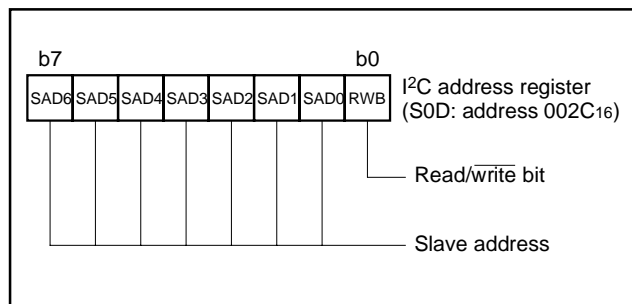 b7 b0
SAD6 SAD5 SAD4 SAD3 SAD2 SAD1 SAD0 RWB
I²C address register
(S0D: address 002C₁₆)
Read/w̅r̅i̅t̅e̅ bit
Slave address